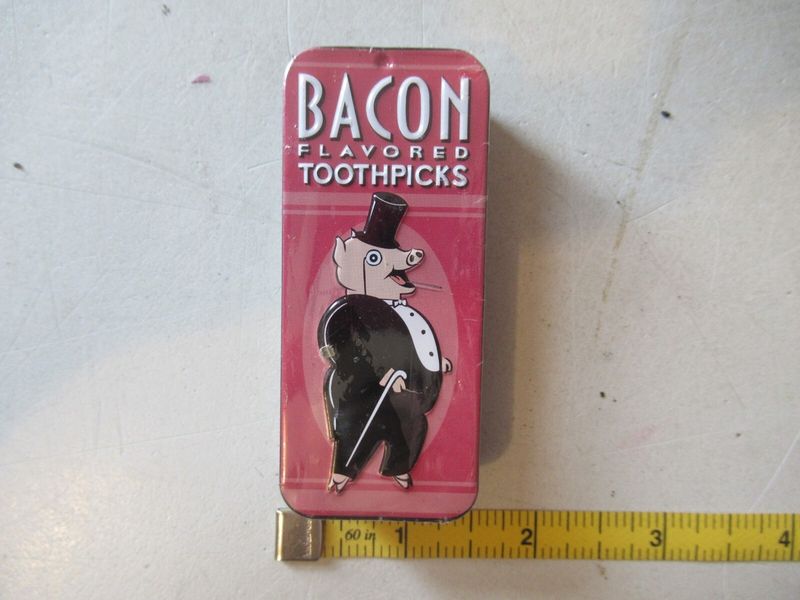 BACON
FLAVORED
TOOTHPICKS
60 in 1 2 3 4